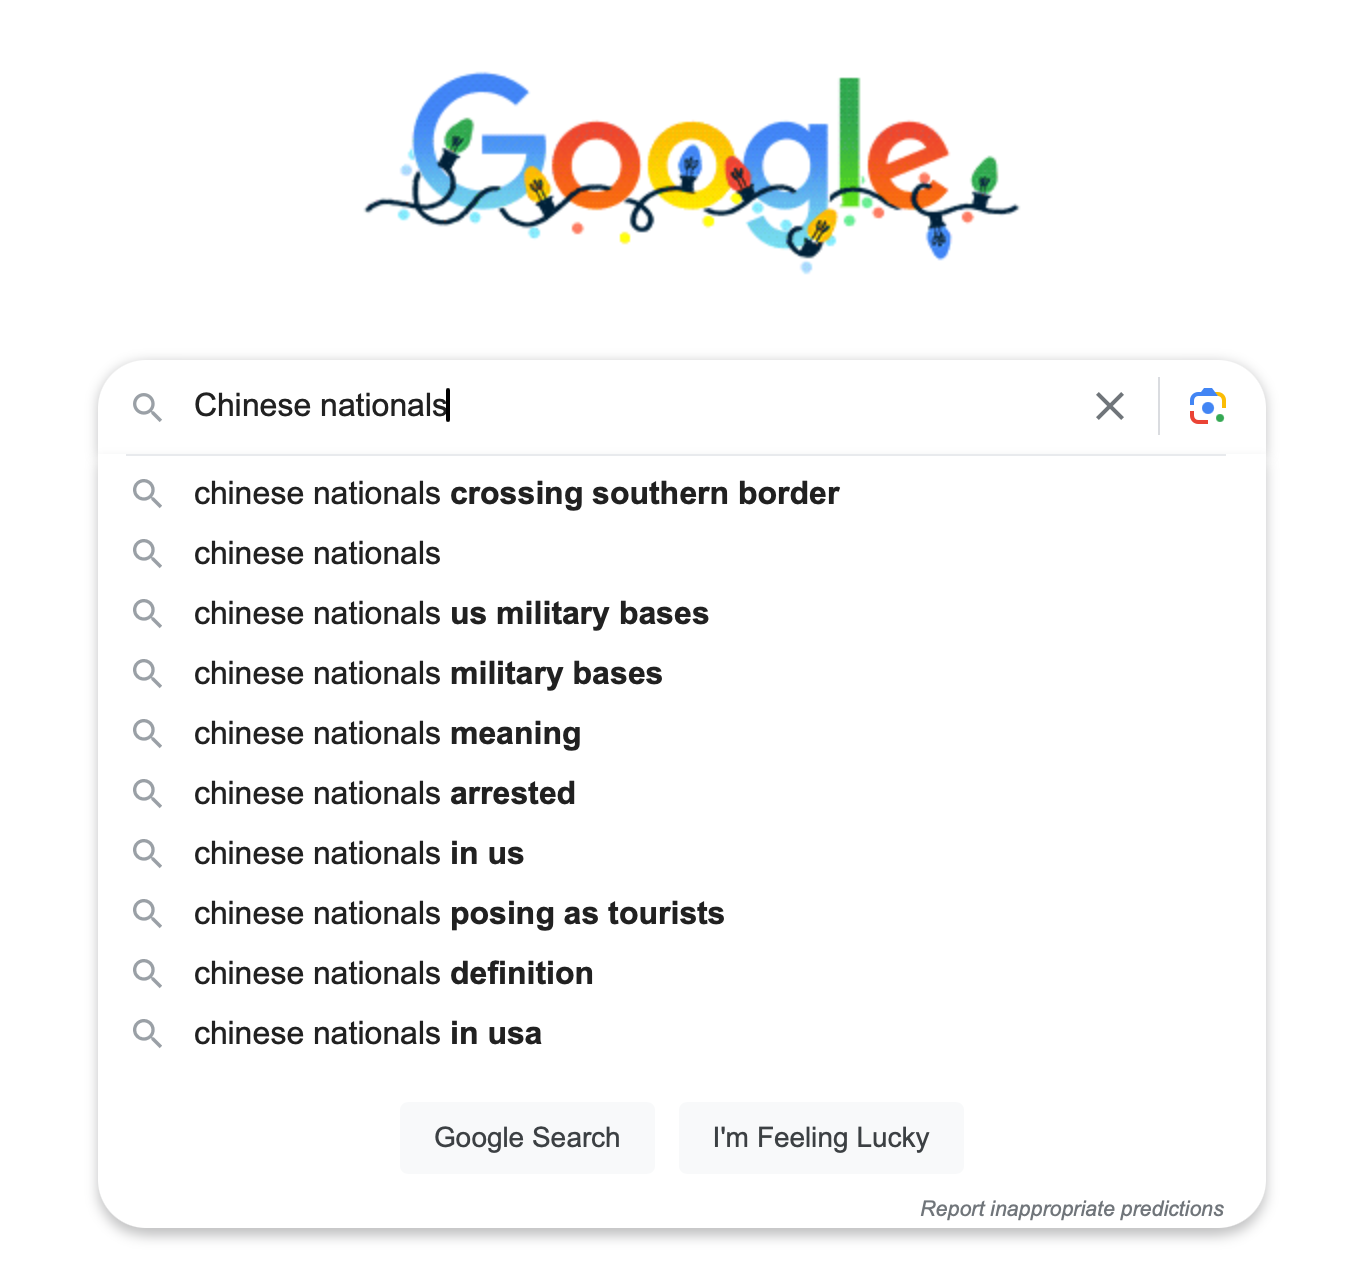 Google
Chinese nationals
chinese nationals crossing southern border
chinese nationals
chinese nationals us military bases
chinese nationals military bases
chinese nationals meaning
chinese nationals arrested
chinese nationals in us
chinese nationals posing as tourists
chinese nationals definition
chinese nationals in usa
Google Search
I'm Feeling Lucky
Report inappropriate predictions